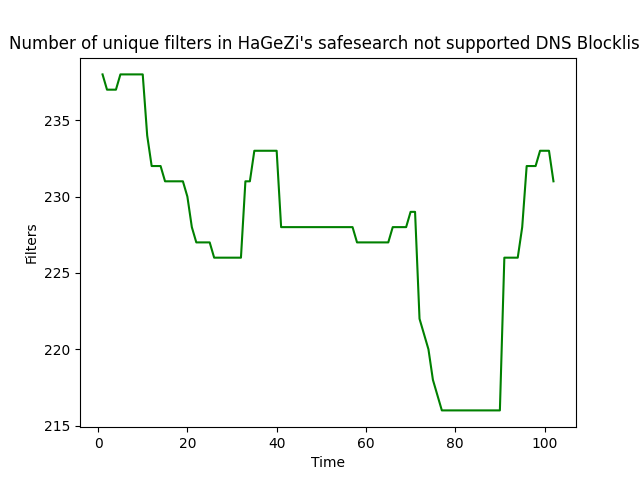 Number of unique filters in HaGeZi's safesearch not supported DNS Blocklis
235
230
225
220
215
Filters
0 20 40 60 80 100
Time